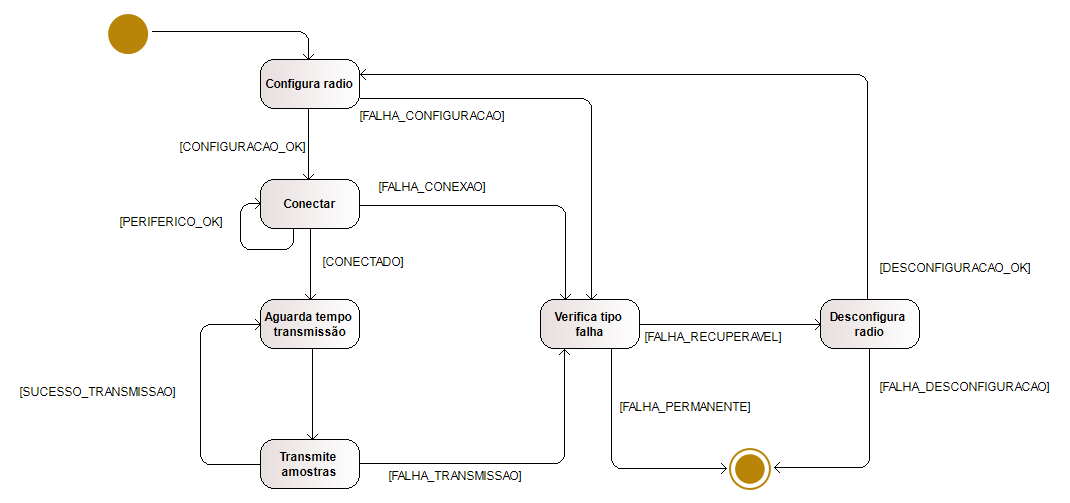 Configura radio
[FALHA_CONFIGURACAO]
[CONFIGURACAO_OK]
[FALHA_CONEXAO]
Conectar
[PERIFERICO_OK]
[CONECTADO]
[DESCONFIGURACAO_OK]
Aguarda tempo
transmissão
Verifica tipo
falha
[FALHA_RECUPERAVEL]
Desconfigura
radio
[SUCESSO_TRANSMISSAO]
[FALHA_PERMANENTE]
[FALHA_DESCONFIGURACAO]
Transmite
amostras
[FALHA_TRANSMISSAO]